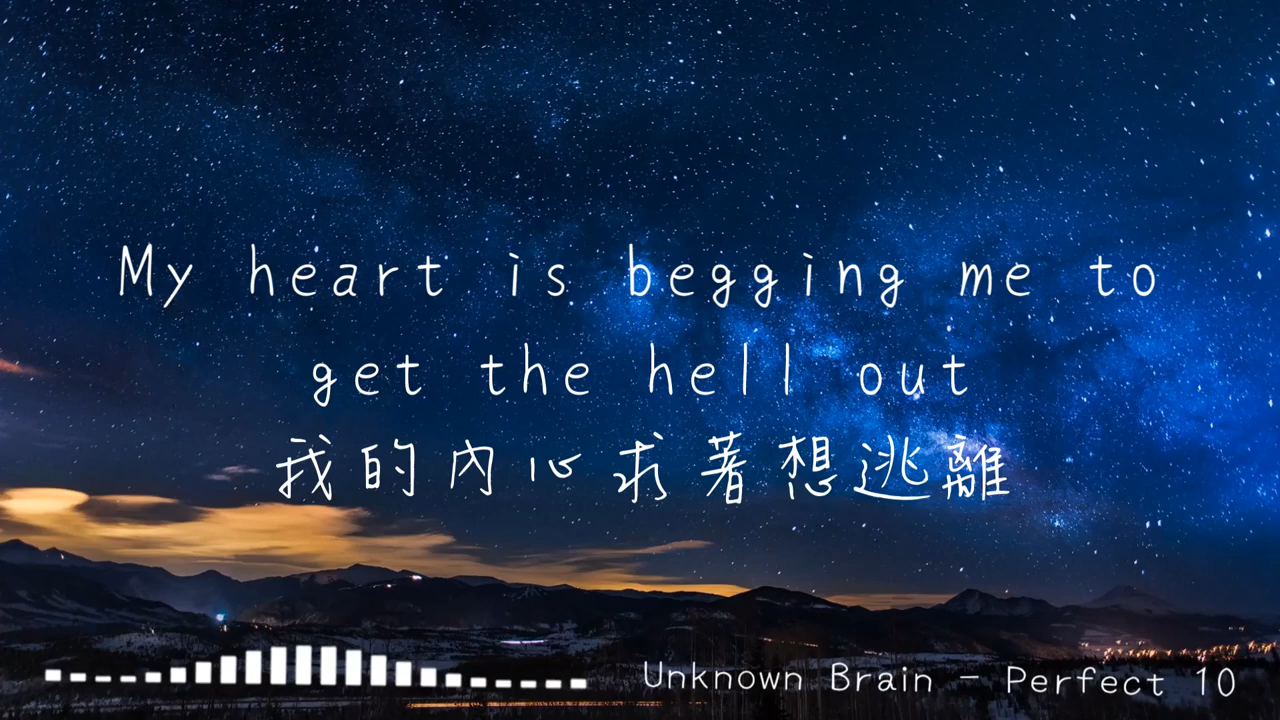 My heart is begging me to
get the hell out
我的內心求著想逃離
Unknown Brain - Perfect 10